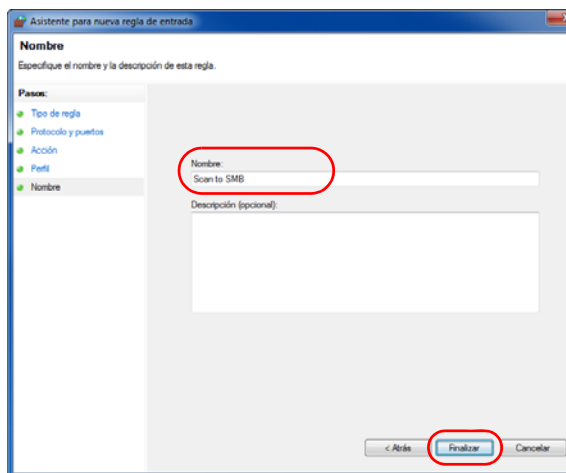 Asistente para nueva regla de entrada
Nombre
Especifique el nombre y la descripción de esta regla.
Pasos:
Tipo de regla
Protocolo y puertos
Acción
Perfil
Nombre
Nombre:
Scan to SMB
Descripción (opcional):
< Atrás
Finalizar
Cancelar